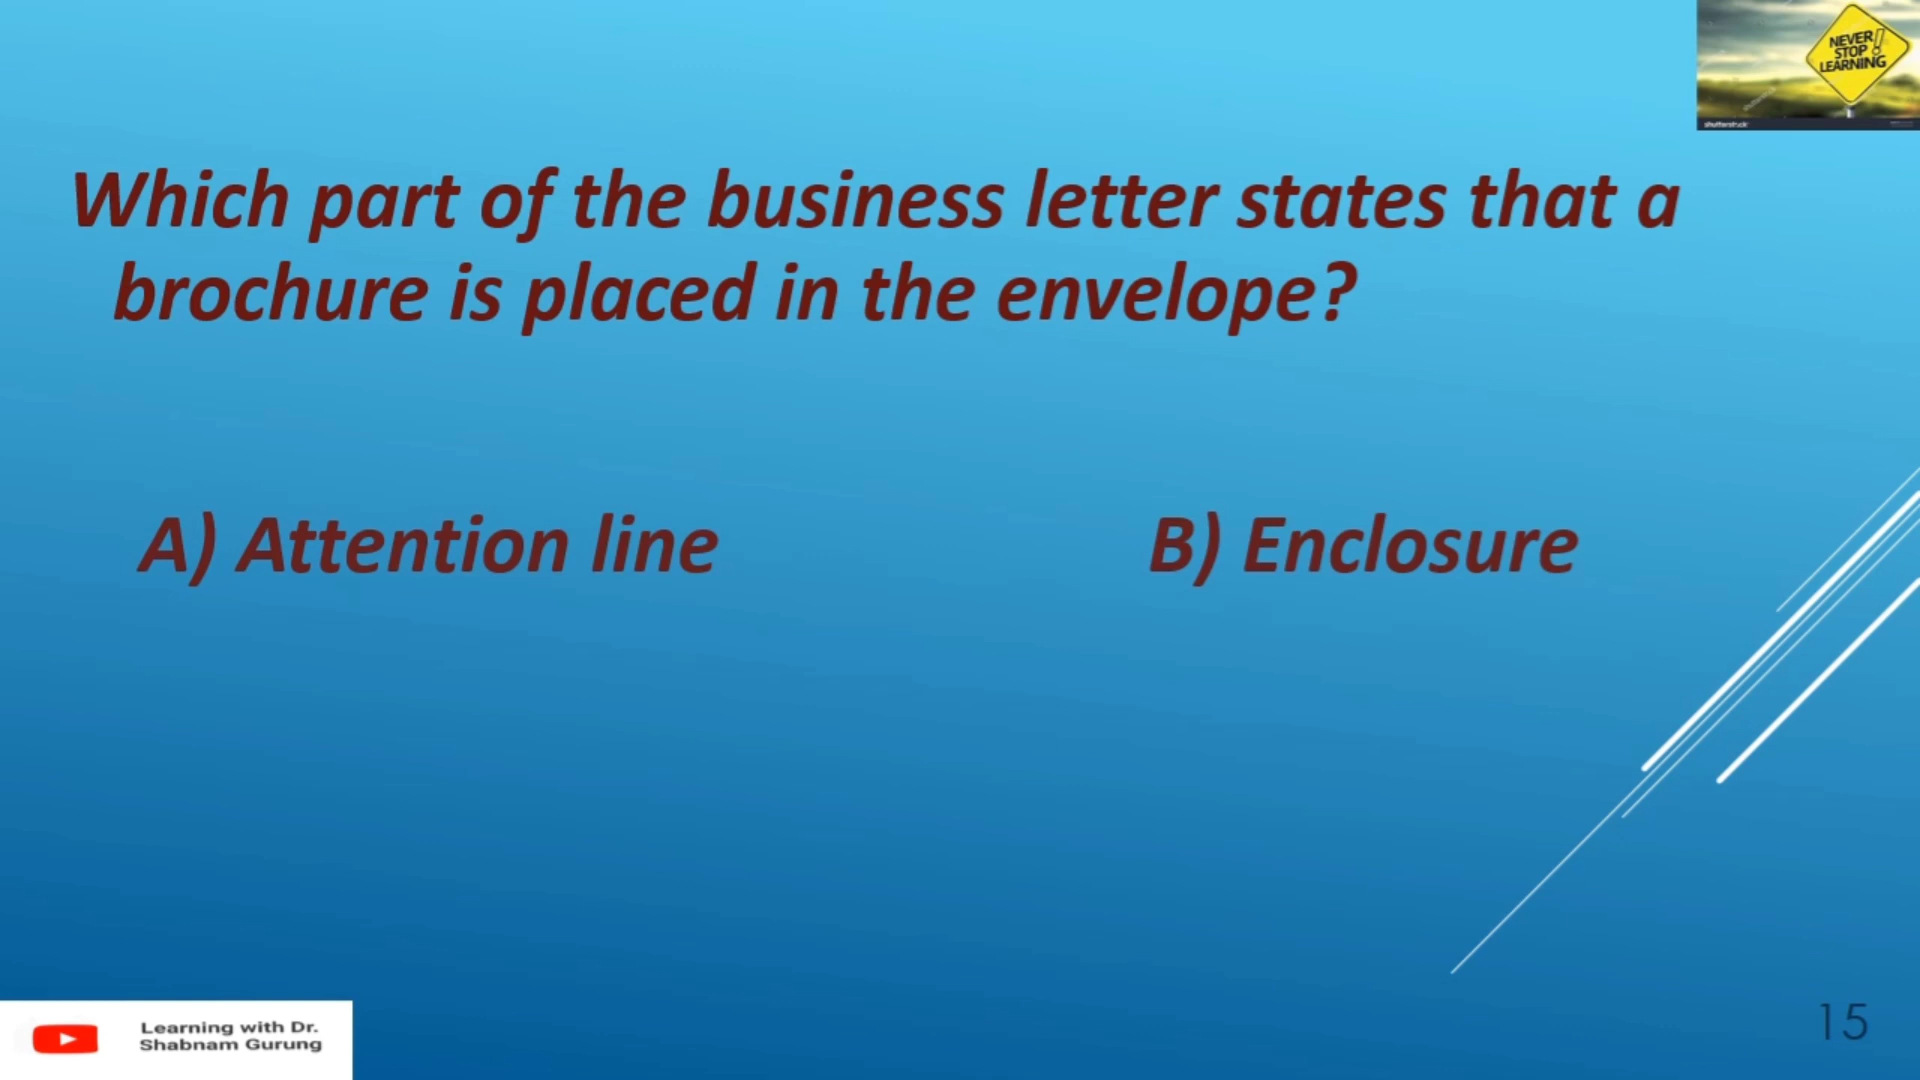 NEVER
STOP !
LEARNING
shutterstock
Which part of the business letter states that a
brochure is placed in the envelope?
A) Attention line
B) Enclosure
Learning with Dr.
Shabnam Gurung
15